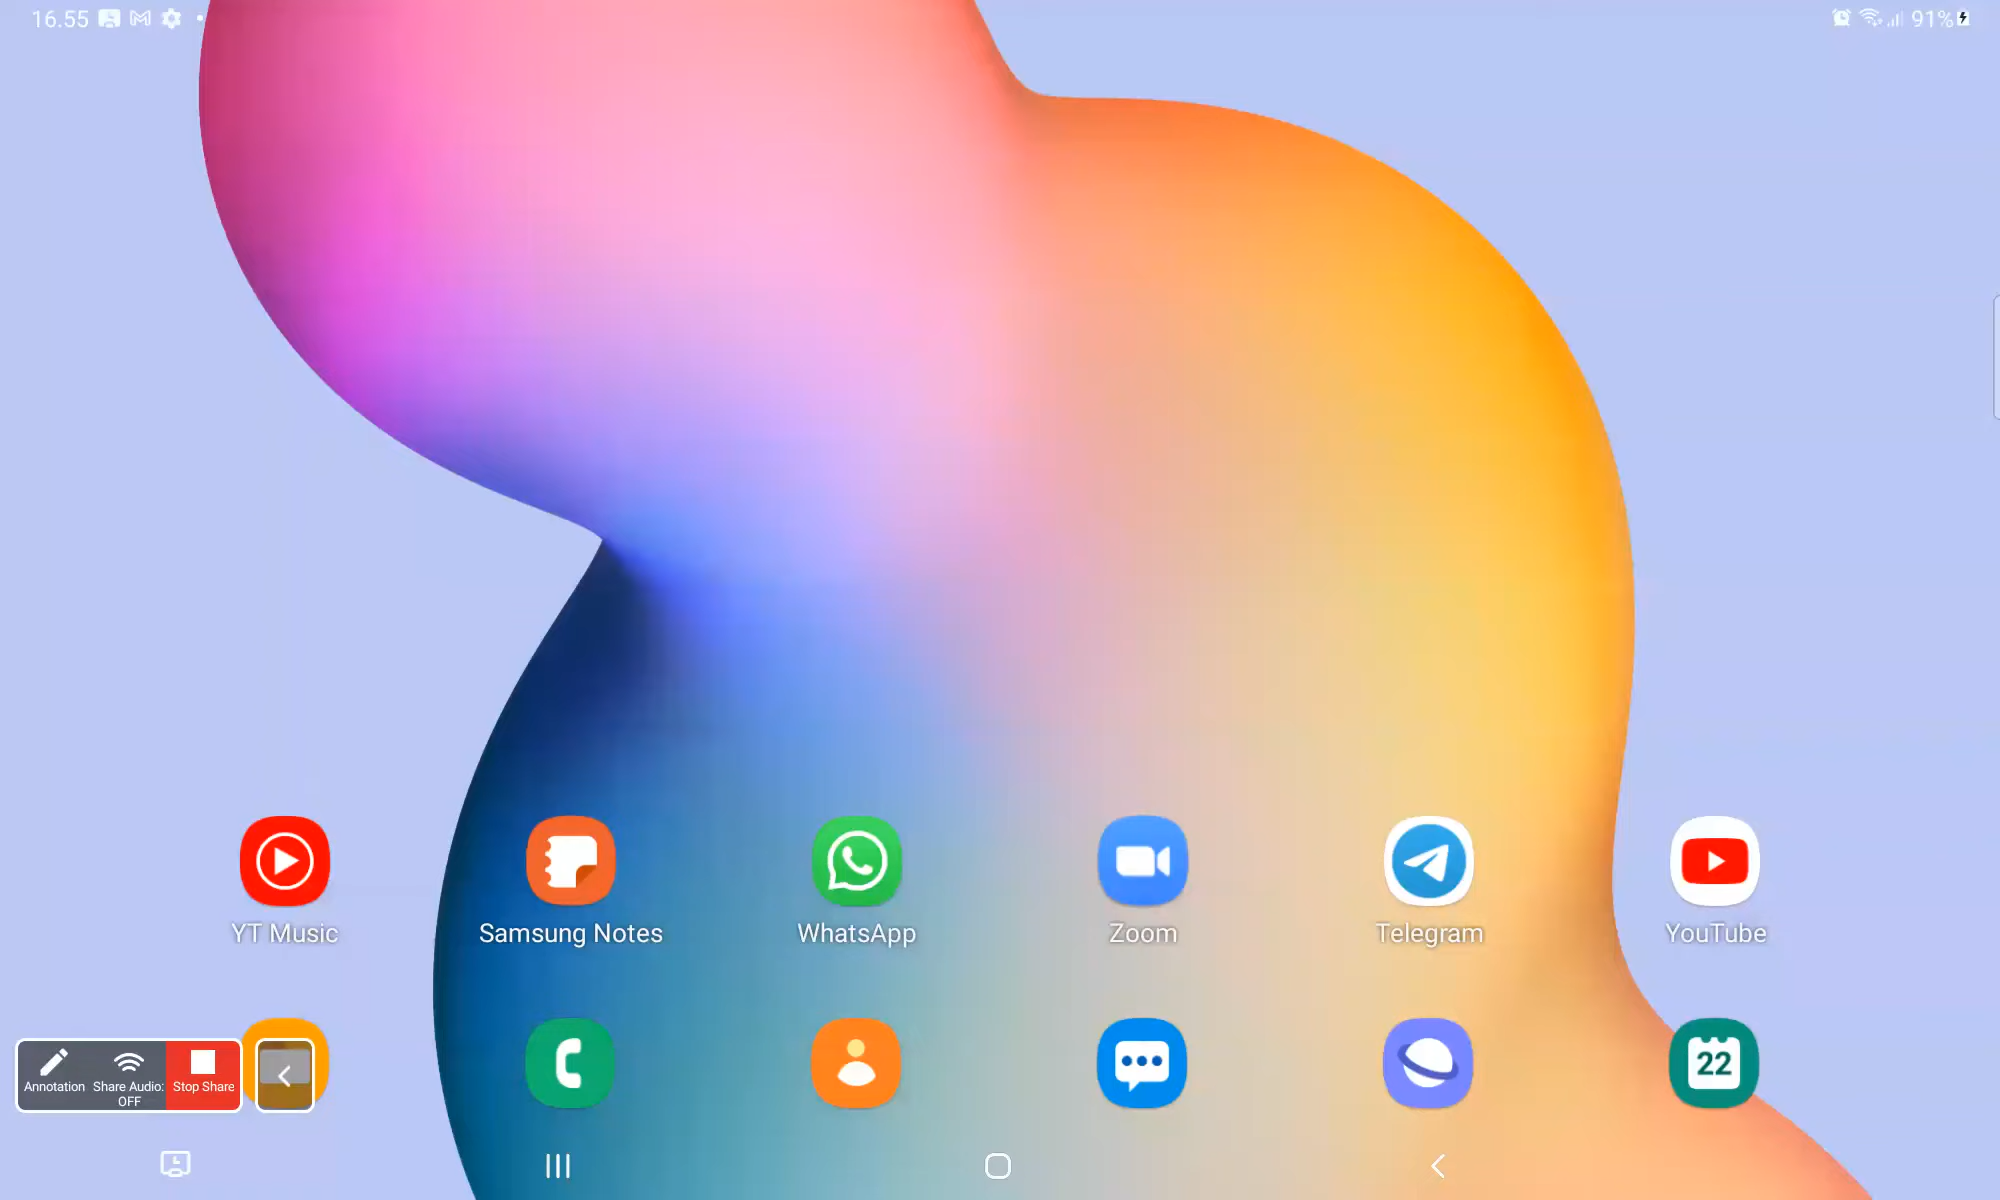 16.55
91%
YT Music
Samsung Notes
WhatsApp
Zoom
Telegram
YouTube
Annotation
Share Audio:
OFF
Stop Share
22